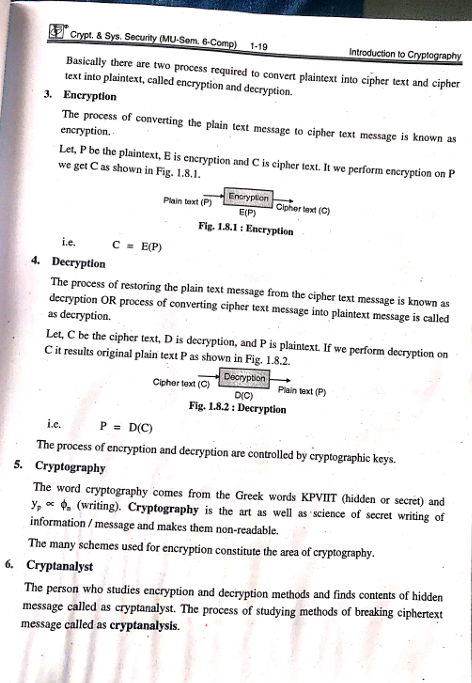 Crypt. & Sys. Security (MU-Sem. 6-Comp) 1-19 Introduction to Cryptography
Basically there are two process required to convert plaintext into cipher text and cipher
text into plaintext, called encryption and decryption.
3. Encryption
The process of converting the plain text message to cipher text message is known as
encryption.
Let, P be the plaintext, E is encryption and C is cipher text. It we perform encryption on P
we get C as shown in Fig. 1.8.1.
Plain text (P) Encryption Cipher text (C)
E(P)
Fig. 1.8.1 : Encryption
i.e. C = E(P)
4. Decryption
The process of restoring the plain text message from the cipher text message is known as
decryption OR process of converting cipher text message into plaintext message is called
as decryption.
Let, C be the cipher text, D is decryption, and P is plaintext. If we perform decryption on
C it results original plain text P as shown in Fig. 1.8.2.
Cipher text (C) Decryption Plain text (P)
D(C)
Fig. 1.8.2 : Decryption
i.e. P = D(C)
The process of encryption and decryption are controlled by cryptographic keys.
5. Cryptography
The word cryptography comes from the Greek words KPVIIT (hidden or secret) and
yₚ ∝ ϕₐ (writing). Cryptography is the art as well as science of secret writing of
information / message and makes them non-readable.
The many schemes used for encryption constitute the area of cryptography.
6. Cryptanalyst
The person who studies encryption and decryption methods and finds contents of hidden
message called as cryptanalyst. The process of studying methods of breaking ciphertext
message called as cryptanalysis.